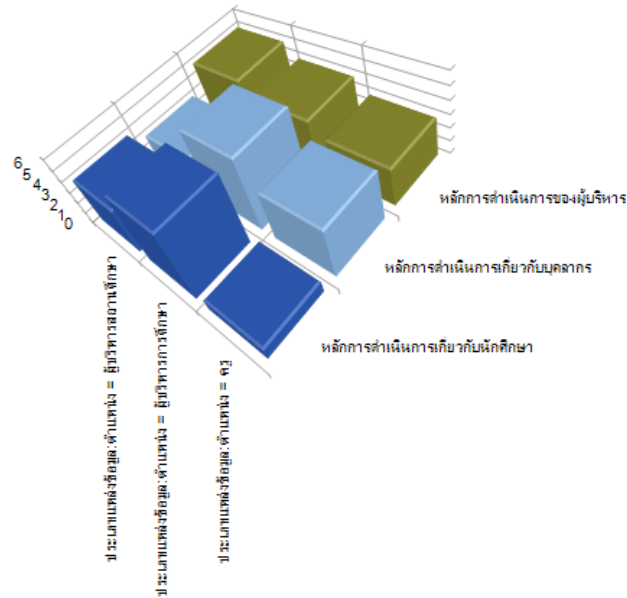 6
5
4
3
2
1
0
หลักการดำเนินการของผู้บริหาร
หลักการดำเนินการเกี่ยวกับบุคลากร
หลักการดำเนินการเกี่ยวกับนักศึกษา
ประเภทแหล่งข้อมูล:ตำแหน่ง = ผู้บริหารสถานศึกษา
ประเภทแหล่งข้อมูล:ตำแหน่ง = ผู้บริหารการศึกษา
ประเภทแหล่งข้อมูล:ตำแหน่ง = ครู